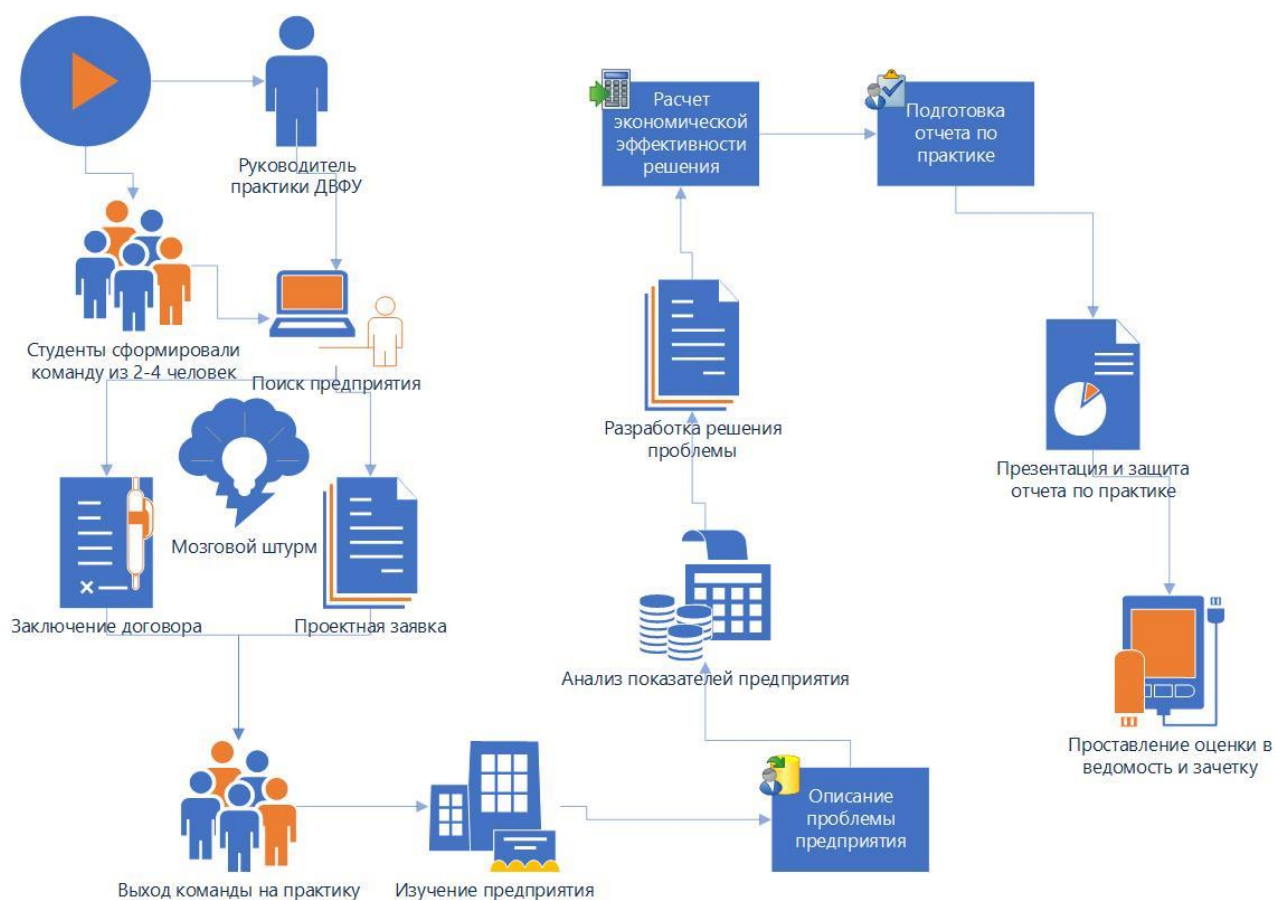 Руководитель
практики ДВФУ
Студенты сформировали
команду из 2-4 человек
Поиск предприятия
Мозговой штурм
Заключение договора
Проектная заявка
Выход команды на практику
Изучение предприятия
Описание
проблемы
предприятия
Анализ показателей предприятия
Разработка решения
проблемы
Расчет
экономической
эффективности
решения
Подготовка
отчета по
практике
Презентация и защита
отчета по практике
Проставление оценки в
ведомость и зачетку